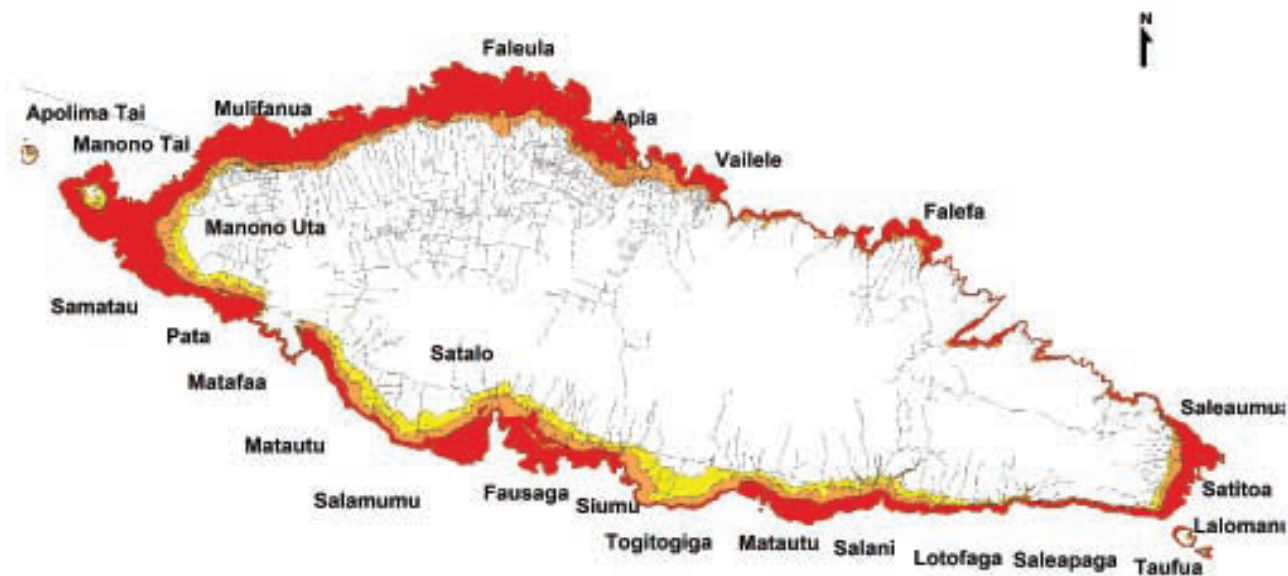 N
Faleula
Apolima Tai
Mulifanua
Manono Tai
Apia
Vailele
Falefa
Manono Uta
Samatau
Pata
Satalo
Matafaa
Saleaumua
Matautu
Salamumu
Fausaga
Siumu
Satitoa
Lalomanu
Togitogiga
Matautu
Salani
Lotofaga
Saleapaga
Taufua